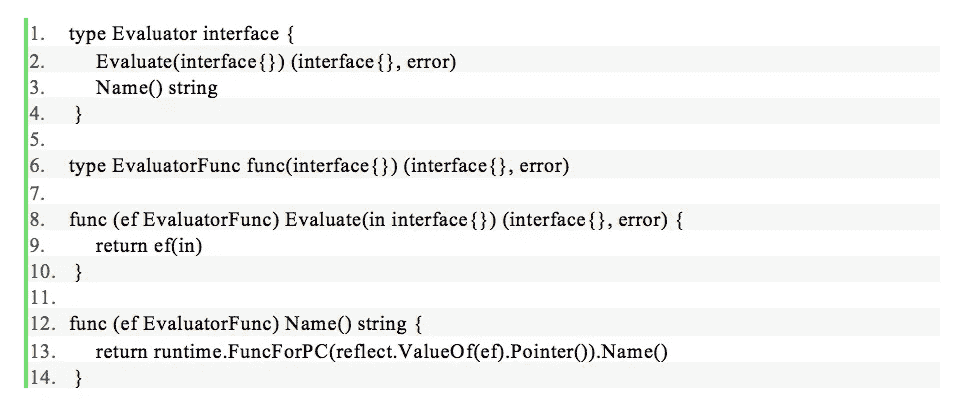 1. type Evaluator interface {
2. Evaluate(interface{}) (interface{}, error)
3. Name() string
4. }
5.
6. type EvaluatorFunc func(interface{}) (interface{}, error)
7.
8. func (ef EvaluatorFunc) Evaluate(in interface{}) (interface{}, error) {
9. return ef(in)
10. }
11.
12. func (ef EvaluatorFunc) Name() string {
13. return runtime.FuncForPC(reflect.ValueOf(ef).Pointer()).Name()
14. }